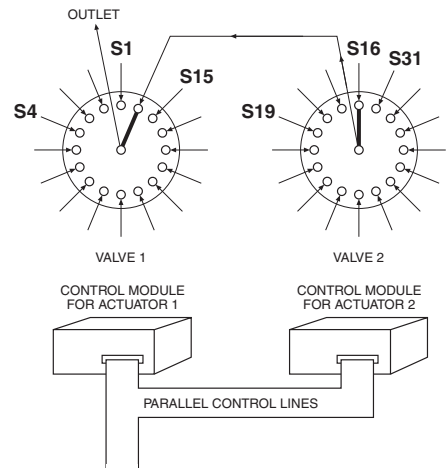 OUTLET
S1
S15
S4
S16
S31
S19
VALVE 1
VALVE 2
CONTROL MODULE
FOR ACTUATOR 1
CONTROL MODULE
FOR ACTUATOR 2
PARALLEL CONTROL LINES